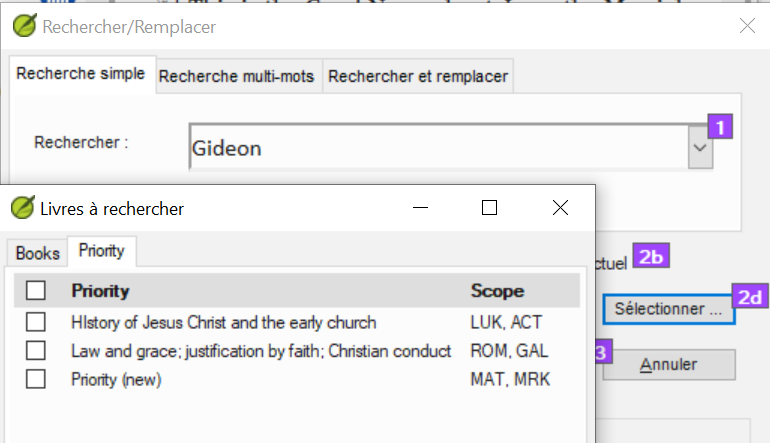 Rechercher/Remplacer
Recherche simple Recherche multi-mots Rechercher et remplacer
Rechercher : Gideon 1
Livres à rechercher
Books Priority
ctuel 2b
Priority Scope
Sélectionner ... 2d
HIstory of Jesus Christ and the early church LUK, ACT
Law and grace; justification by faith; Christian conduct ROM, GAL
3 Annuler
Priority (new) MAT, MRK